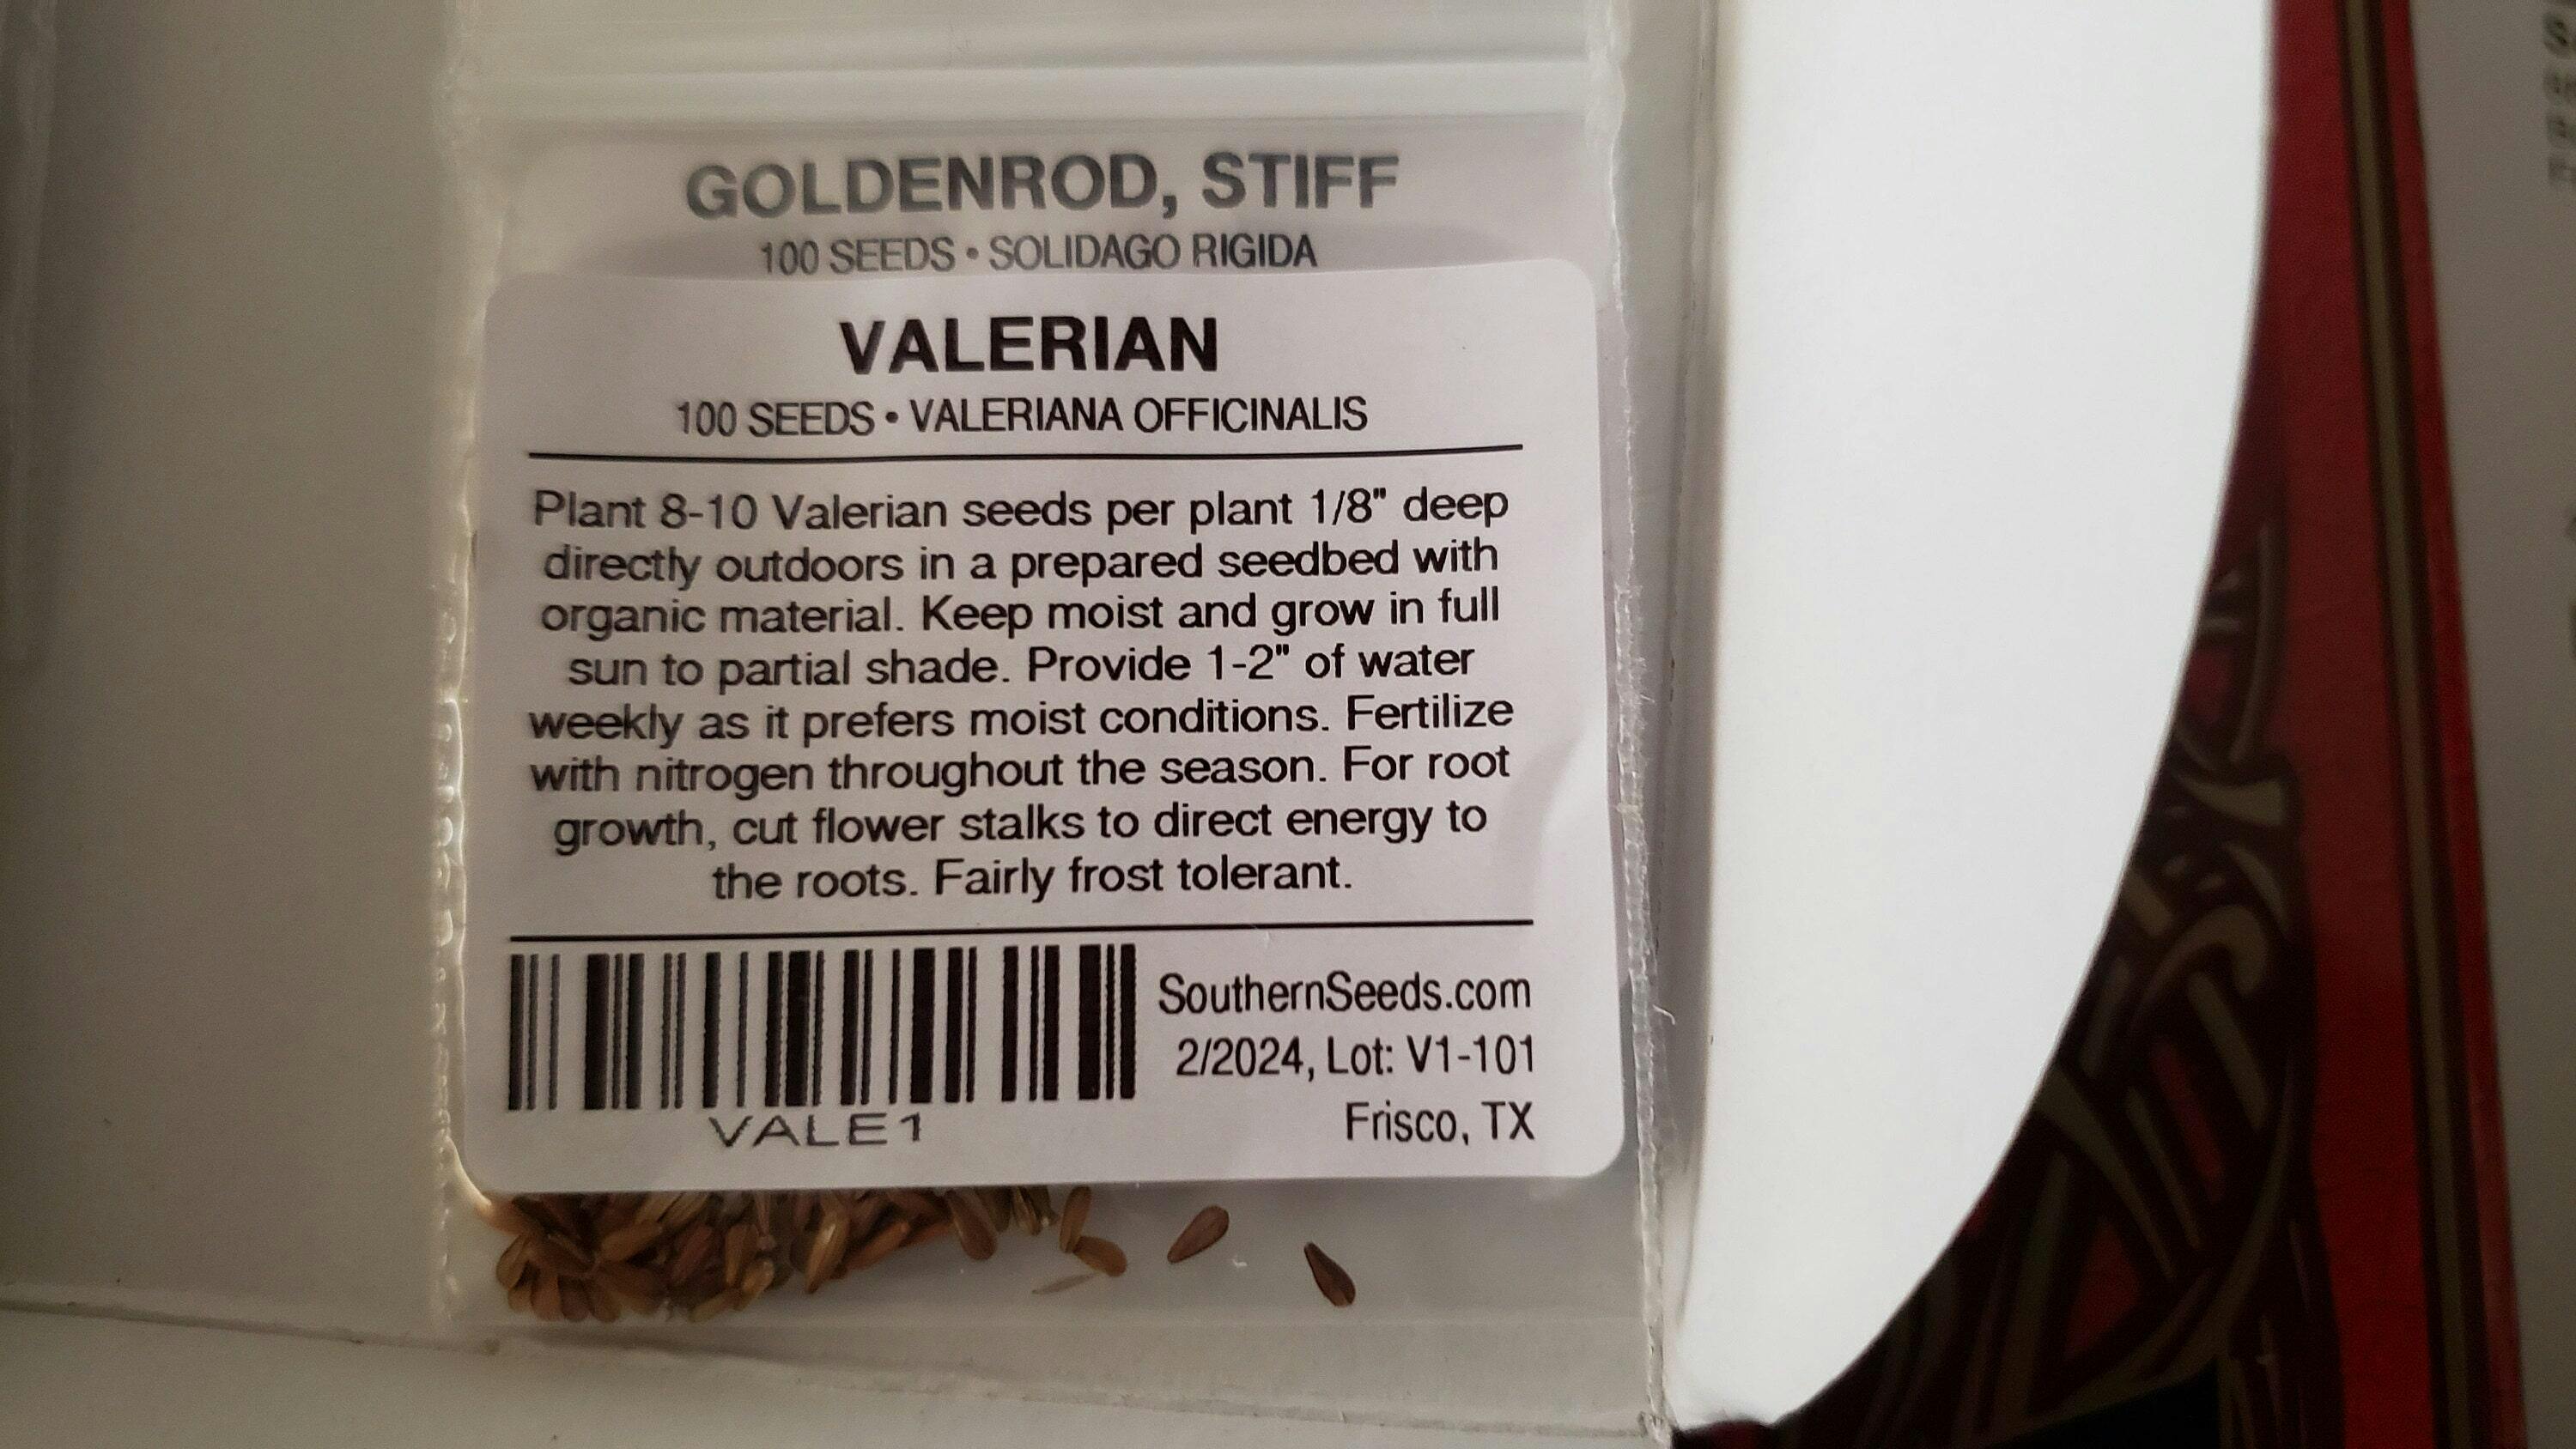 GOLDENROD, STIFF
100 SEEDS • SOLIDAGO RIGIDA
VALERIAN
100 SEEDS • VALERIANA OFFICINALIS
Plant 8-10 Valerian seeds per plant 1/8" deep
directly outdoors in a prepared seedbed with
organic material. Keep moist and grow in full
sun to partial shade. Provide 1-2" of water
weekly as it prefers moist conditions. Fertilize
with nitrogen throughout the season. For root
growth, cut flower stalks to direct energy to
the roots. Fairly frost tolerant.
SouthernSeeds.com
2/2024, Lot: V1-101
Frisco, TX
VALE1